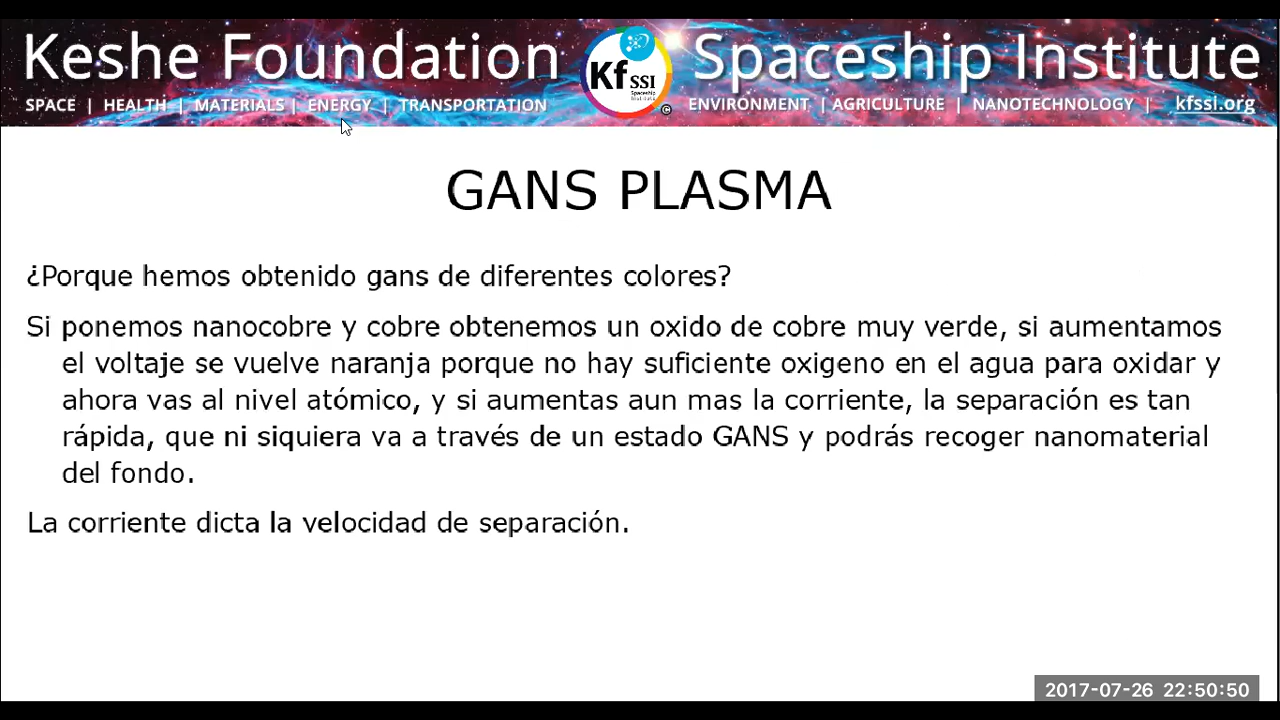 Keshe Foundation
Spaceship Institute
SPACE | HEALTH | MATERIALS | ENERGY | TRANSPORTATION
Kf SSI
Spaceship
Institute
©
ENVIRONMENT | AGRICULTURE | NANOTECHNOLOGY | kfssi.org
GANS PLASMA
¿Porque hemos obtenido gans de diferentes colores?
Si ponemos nanocobre y cobre obtenemos un oxido de cobre muy verde, si aumentamos
el voltaje se vuelve naranja porque no hay suficiente oxigeno en el agua para oxidar y
ahora vas al nivel atómico, y si aumentas aun mas la corriente, la separación es tan
rápida, que ni siquiera va a través de un estado GANS y podrás recoger nanomaterial
del fondo.
La corriente dicta la velocidad de separación.
2017-07-26 22:50:50